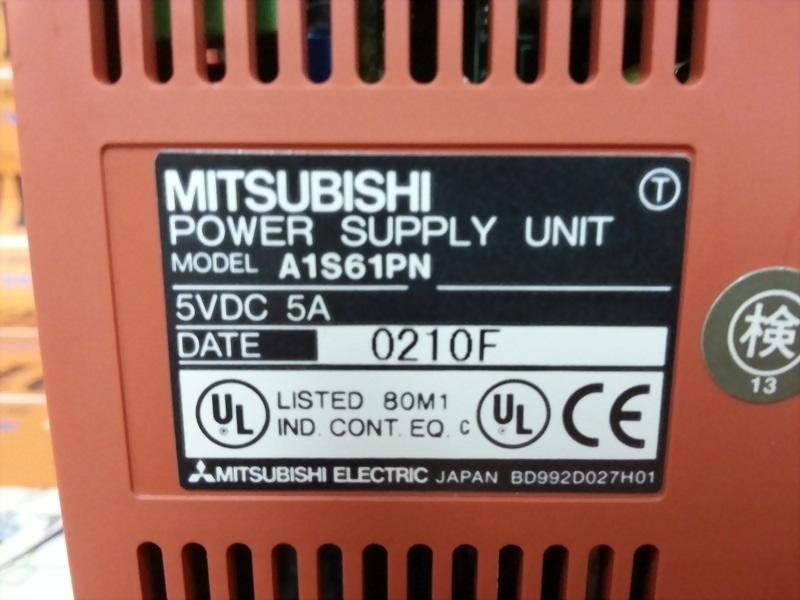 MITSUBISHI
T
POWER SUPPLY UNIT
MODEL A1S61PN
5VDC 5A
DATE 0210F
UL LISTED 80M1 IND. CONT. EQ. C UL CE
MITSUBISHI ELECTRIC JAPAN BD992D027H01
検
13